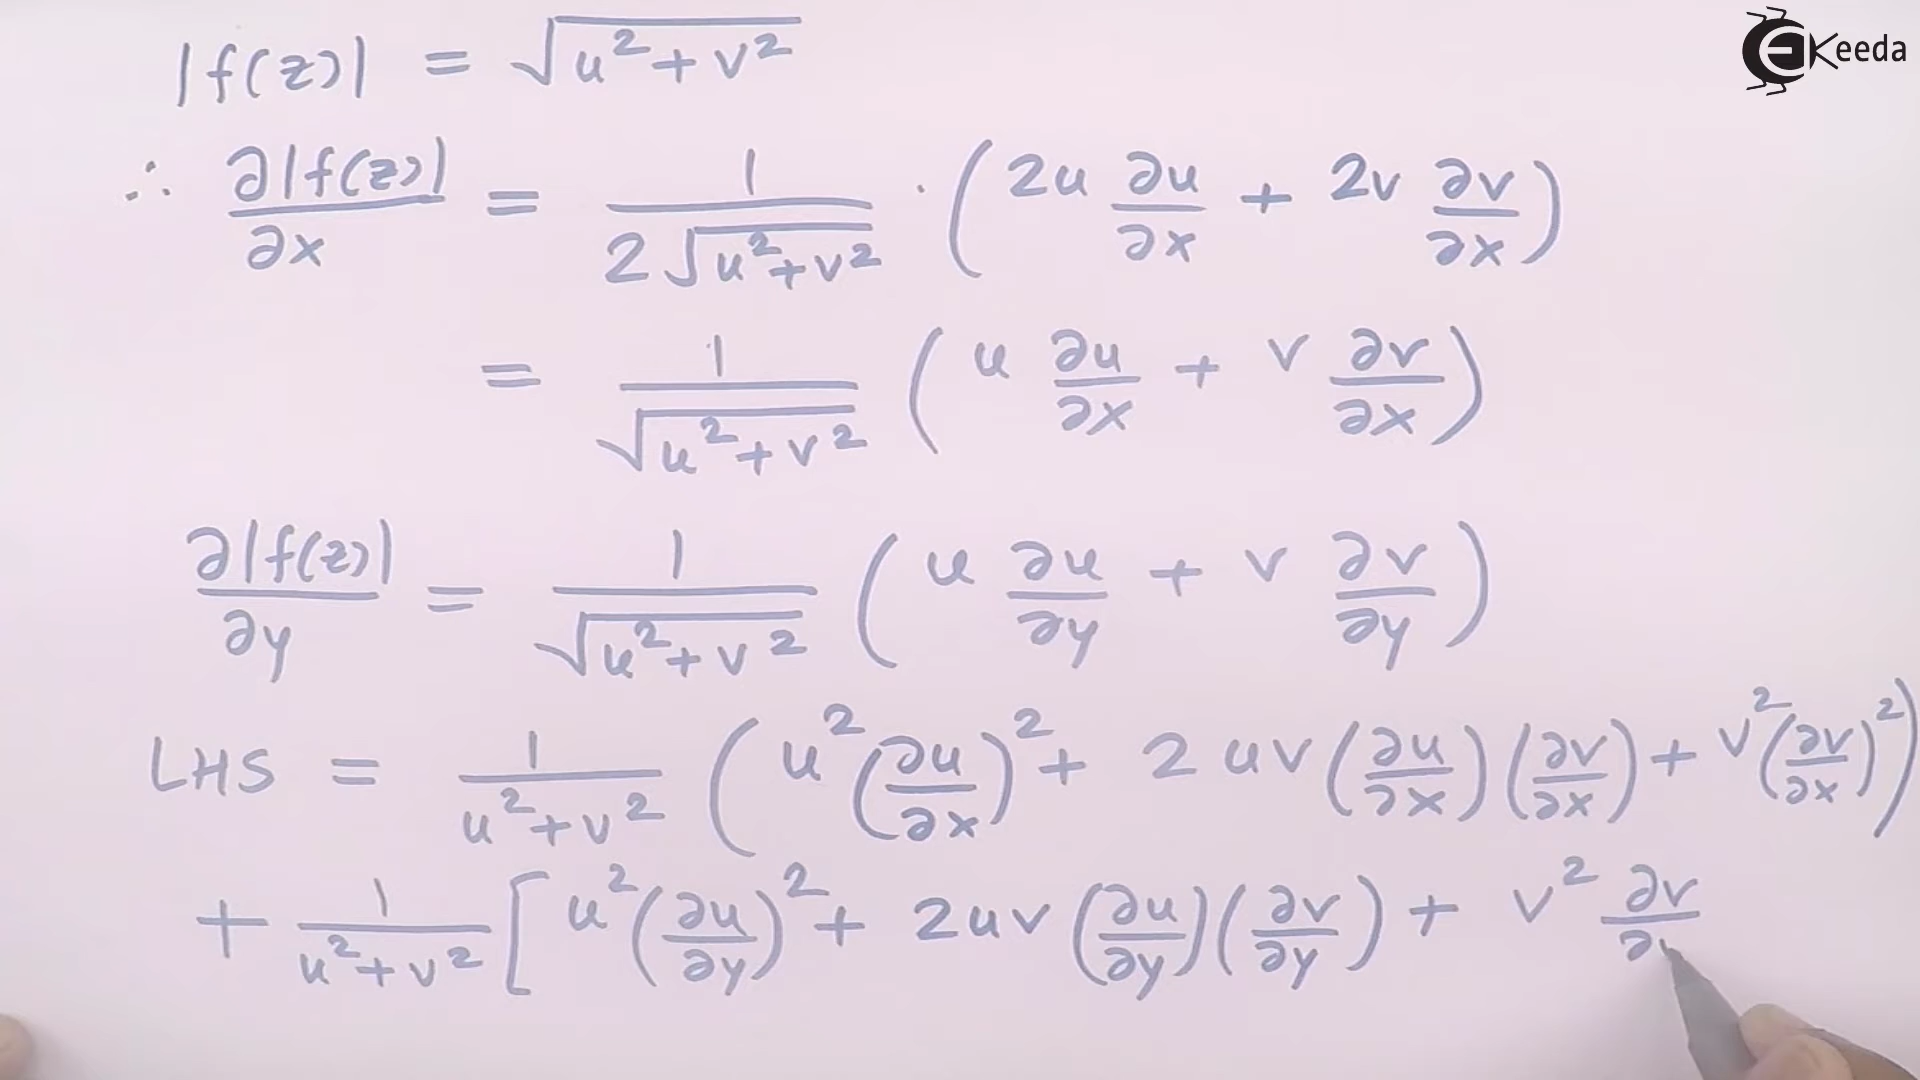 |f(z)| = √(u² + v²)
Keeda
∴ ∂|f(z)|/∂x = 1/(2√(u²+v²)) · (2u ∂u/∂x + 2v ∂v/∂x)
= 1/√(u²+v²) (u ∂u/∂x + v ∂v/∂x)
∂|f(z)|/∂y = 1/√(u²+v²) (u ∂u/∂y + v ∂v/∂y)
LHS = 1/(u²+v²) (u² (∂u/∂x)² + 2uv (∂u/∂x)(∂v/∂x) + v² (∂v/∂x)²)
+ 1/(u²+v²) [u² (∂u/∂y)² + 2uv (∂u/∂y)(∂v/∂y) + v² ∂v/∂